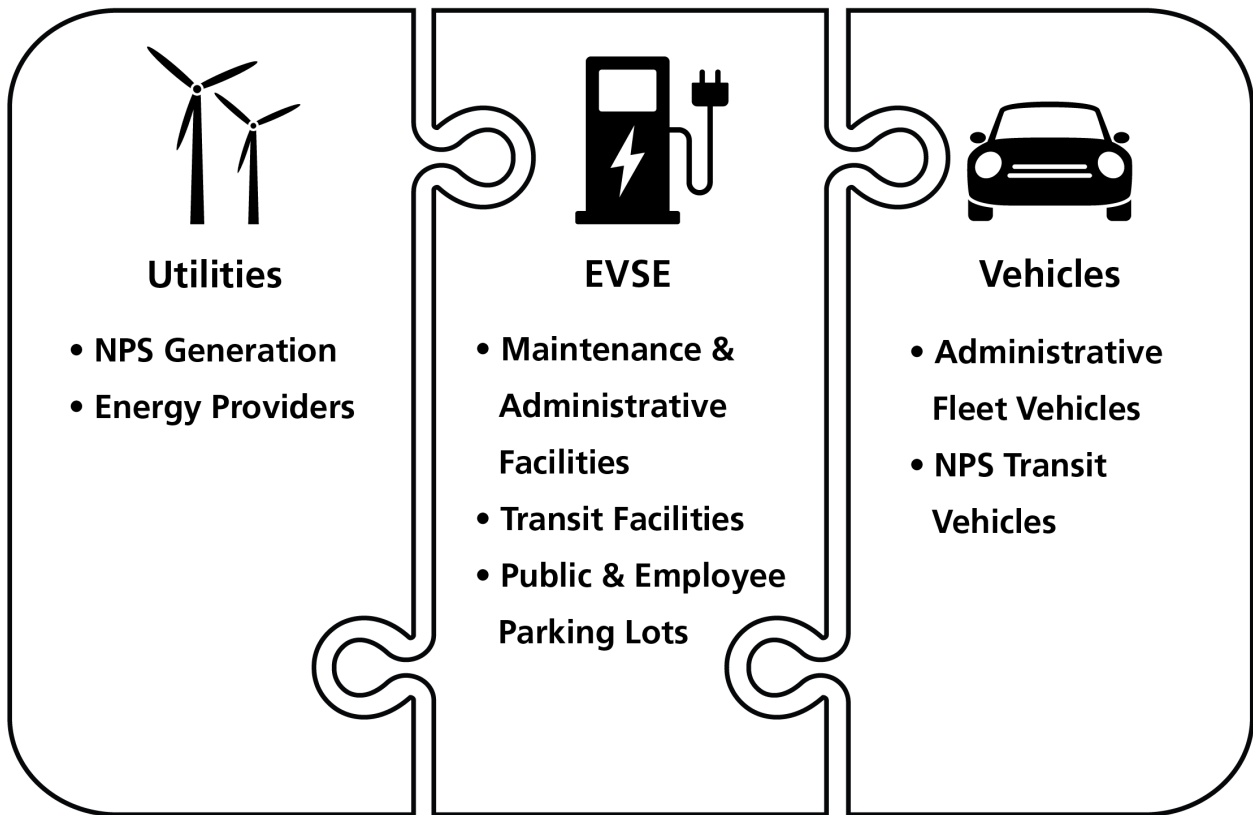 Utilities
• NPS Generation
• Energy Providers
EVSE
• Maintenance &
Administrative
Facilities
• Transit Facilities
• Public & Employee
Parking Lots
Vehicles
• Administrative
Fleet Vehicles
• NPS Transit
Vehicles